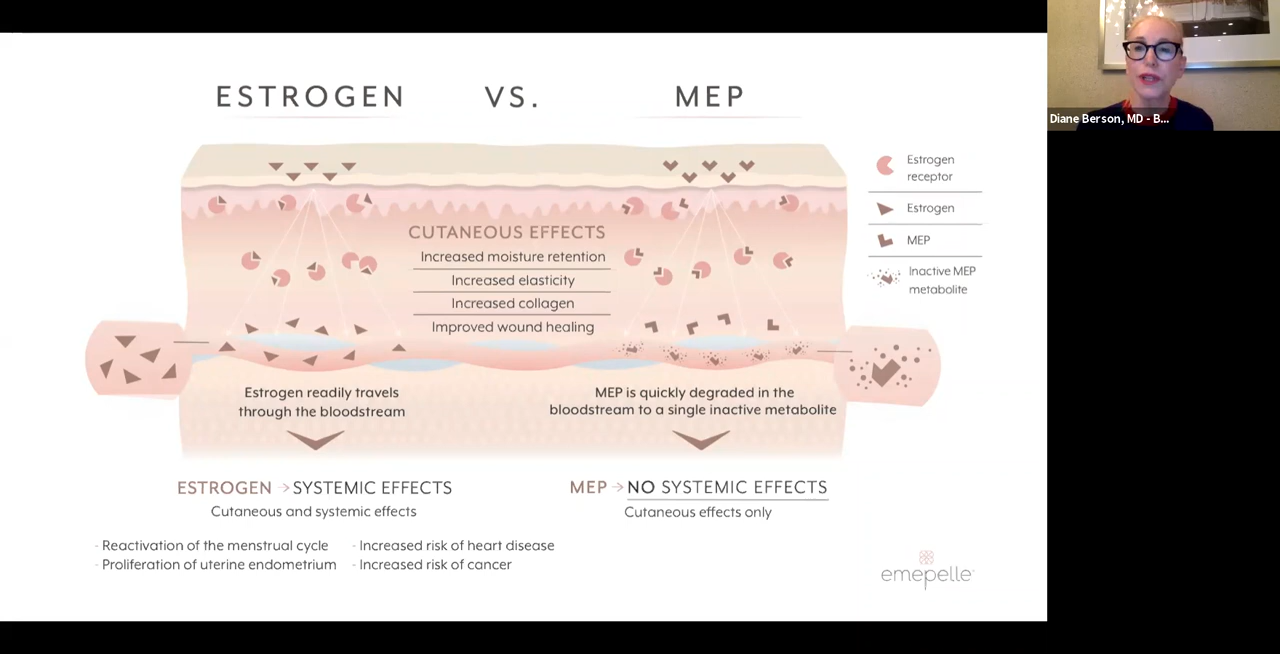 ESTROGEN VS. MEP
Diane Berson, MD - B...
Estrogen
receptor
Estrogen
MEP
Inactive MEP
metabolite
CUTANEOUS EFFECTS
Increased moisture retention
Increased elasticity
Increased collagen
Improved wound healing
Estrogen readily travels
through the bloodstream
MEP is quickly degraded in the
bloodstream to a single inactive metabolite
ESTROGEN → SYSTEMIC EFFECTS
Cutaneous and systemic effects
- Reactivation of the menstrual cycle
- Proliferation of uterine endometrium
- Increased risk of heart disease
- Increased risk of cancer
MEP → NO SYSTEMIC EFFECTS
Cutaneous effects only
emepelle